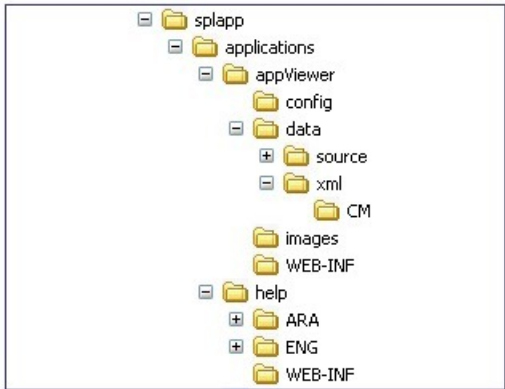 splapp
applications
appViewer
config
data
source
xml
CM
images
WEB-INF
help
ARA
ENG
WEB-INF